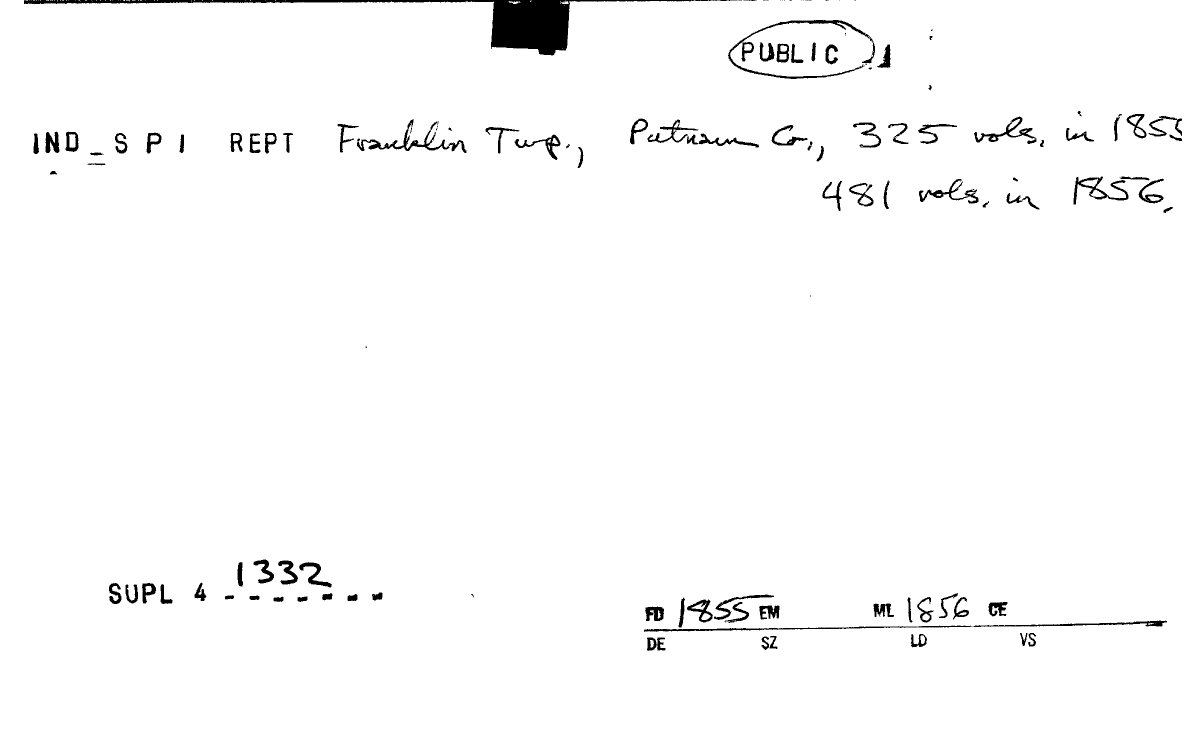 PUBLIC
IND_SPI REPT Franklin Twp., Putnam Co., 325 vols. in 1855
481 vols. in 1856.
SUPL 4 1332
FD 1855 EM ML 1856 CE
DE SZ LD VS